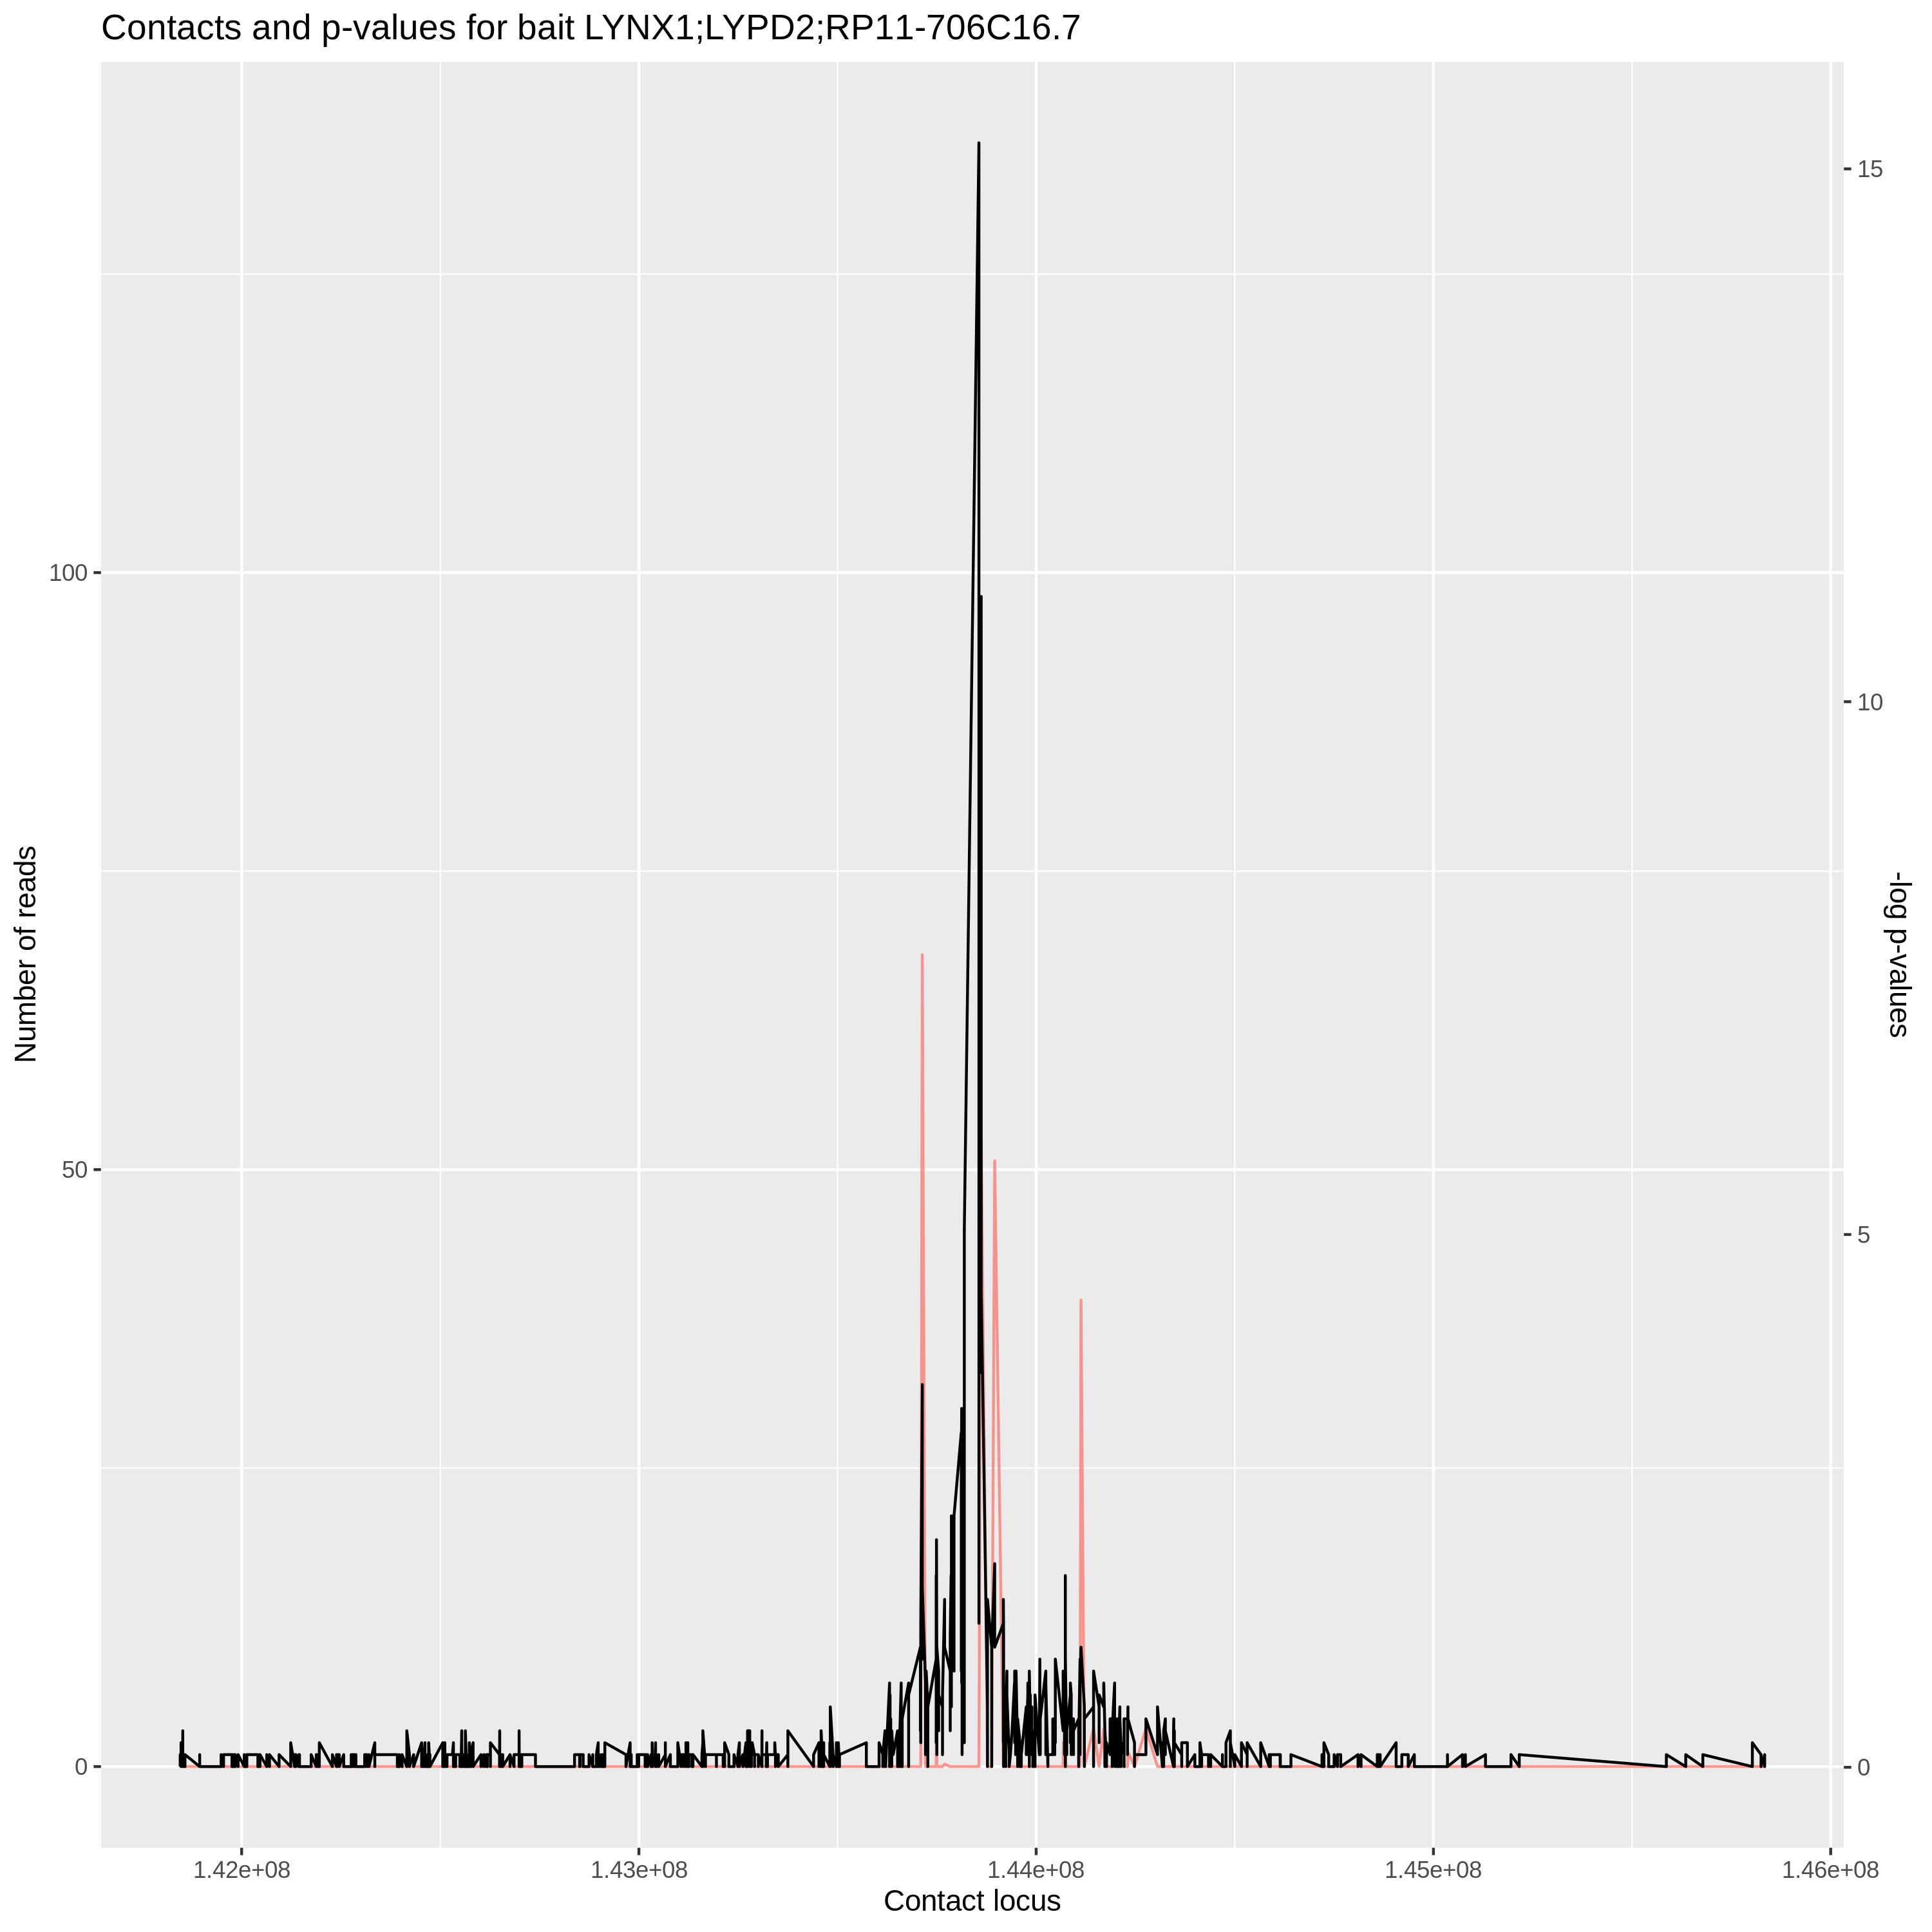 Contacts and p-values for bait LYNX1;LYPD2;RP11-706C16.7
15
100
10
Number of reads
-log p-values
50
5
0
0
1.42e+08
1.43e+08
1.44e+08
1.45e+08
1.46e+08
Contact locus